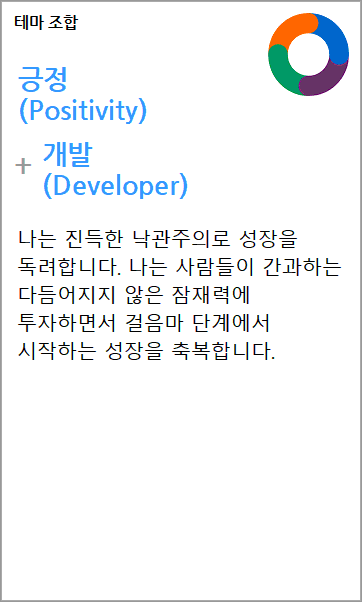 테마 조합
긍정
(Positivity)
+ 개발
(Developer)
나는 진득한 낙관주의로 성장을
독려합니다. 나는 사람들이 간과하는
다듬어지지 않은 잠재력에
투자하면서 걸음마 단계에서
시작하는 성장을 축복합니다.